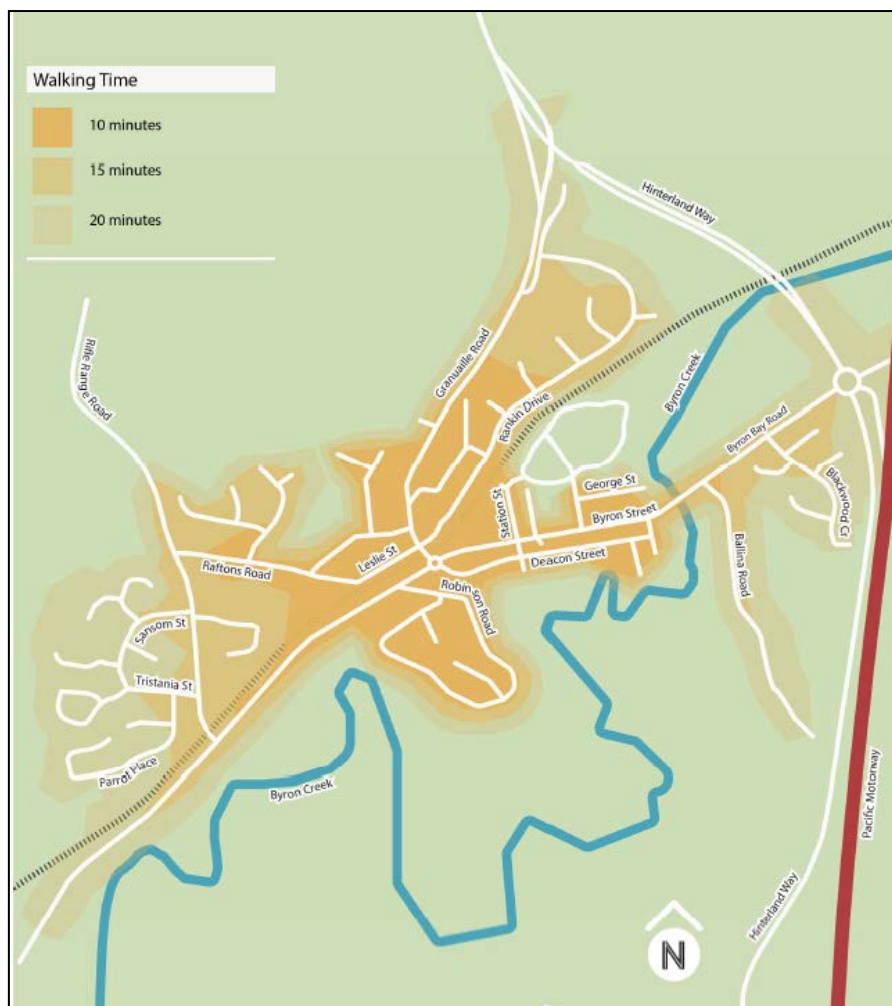 Walking Time
10 minutes
15 minutes
20 minutes
Hinterland Way
Rifle Range Road
Granuaille Road
Rankin Drive
Byron Creek
Byron Bay Road
Station St
George St
Byron Street
Blackwood Cr
Leslie St
Deacon Street
Raftons Road
Robinson Road
Ballina Road
Sansom St
Tristania St
Parrot Place
Byron Creek
Pacific Motorway
Hinterland Way
N